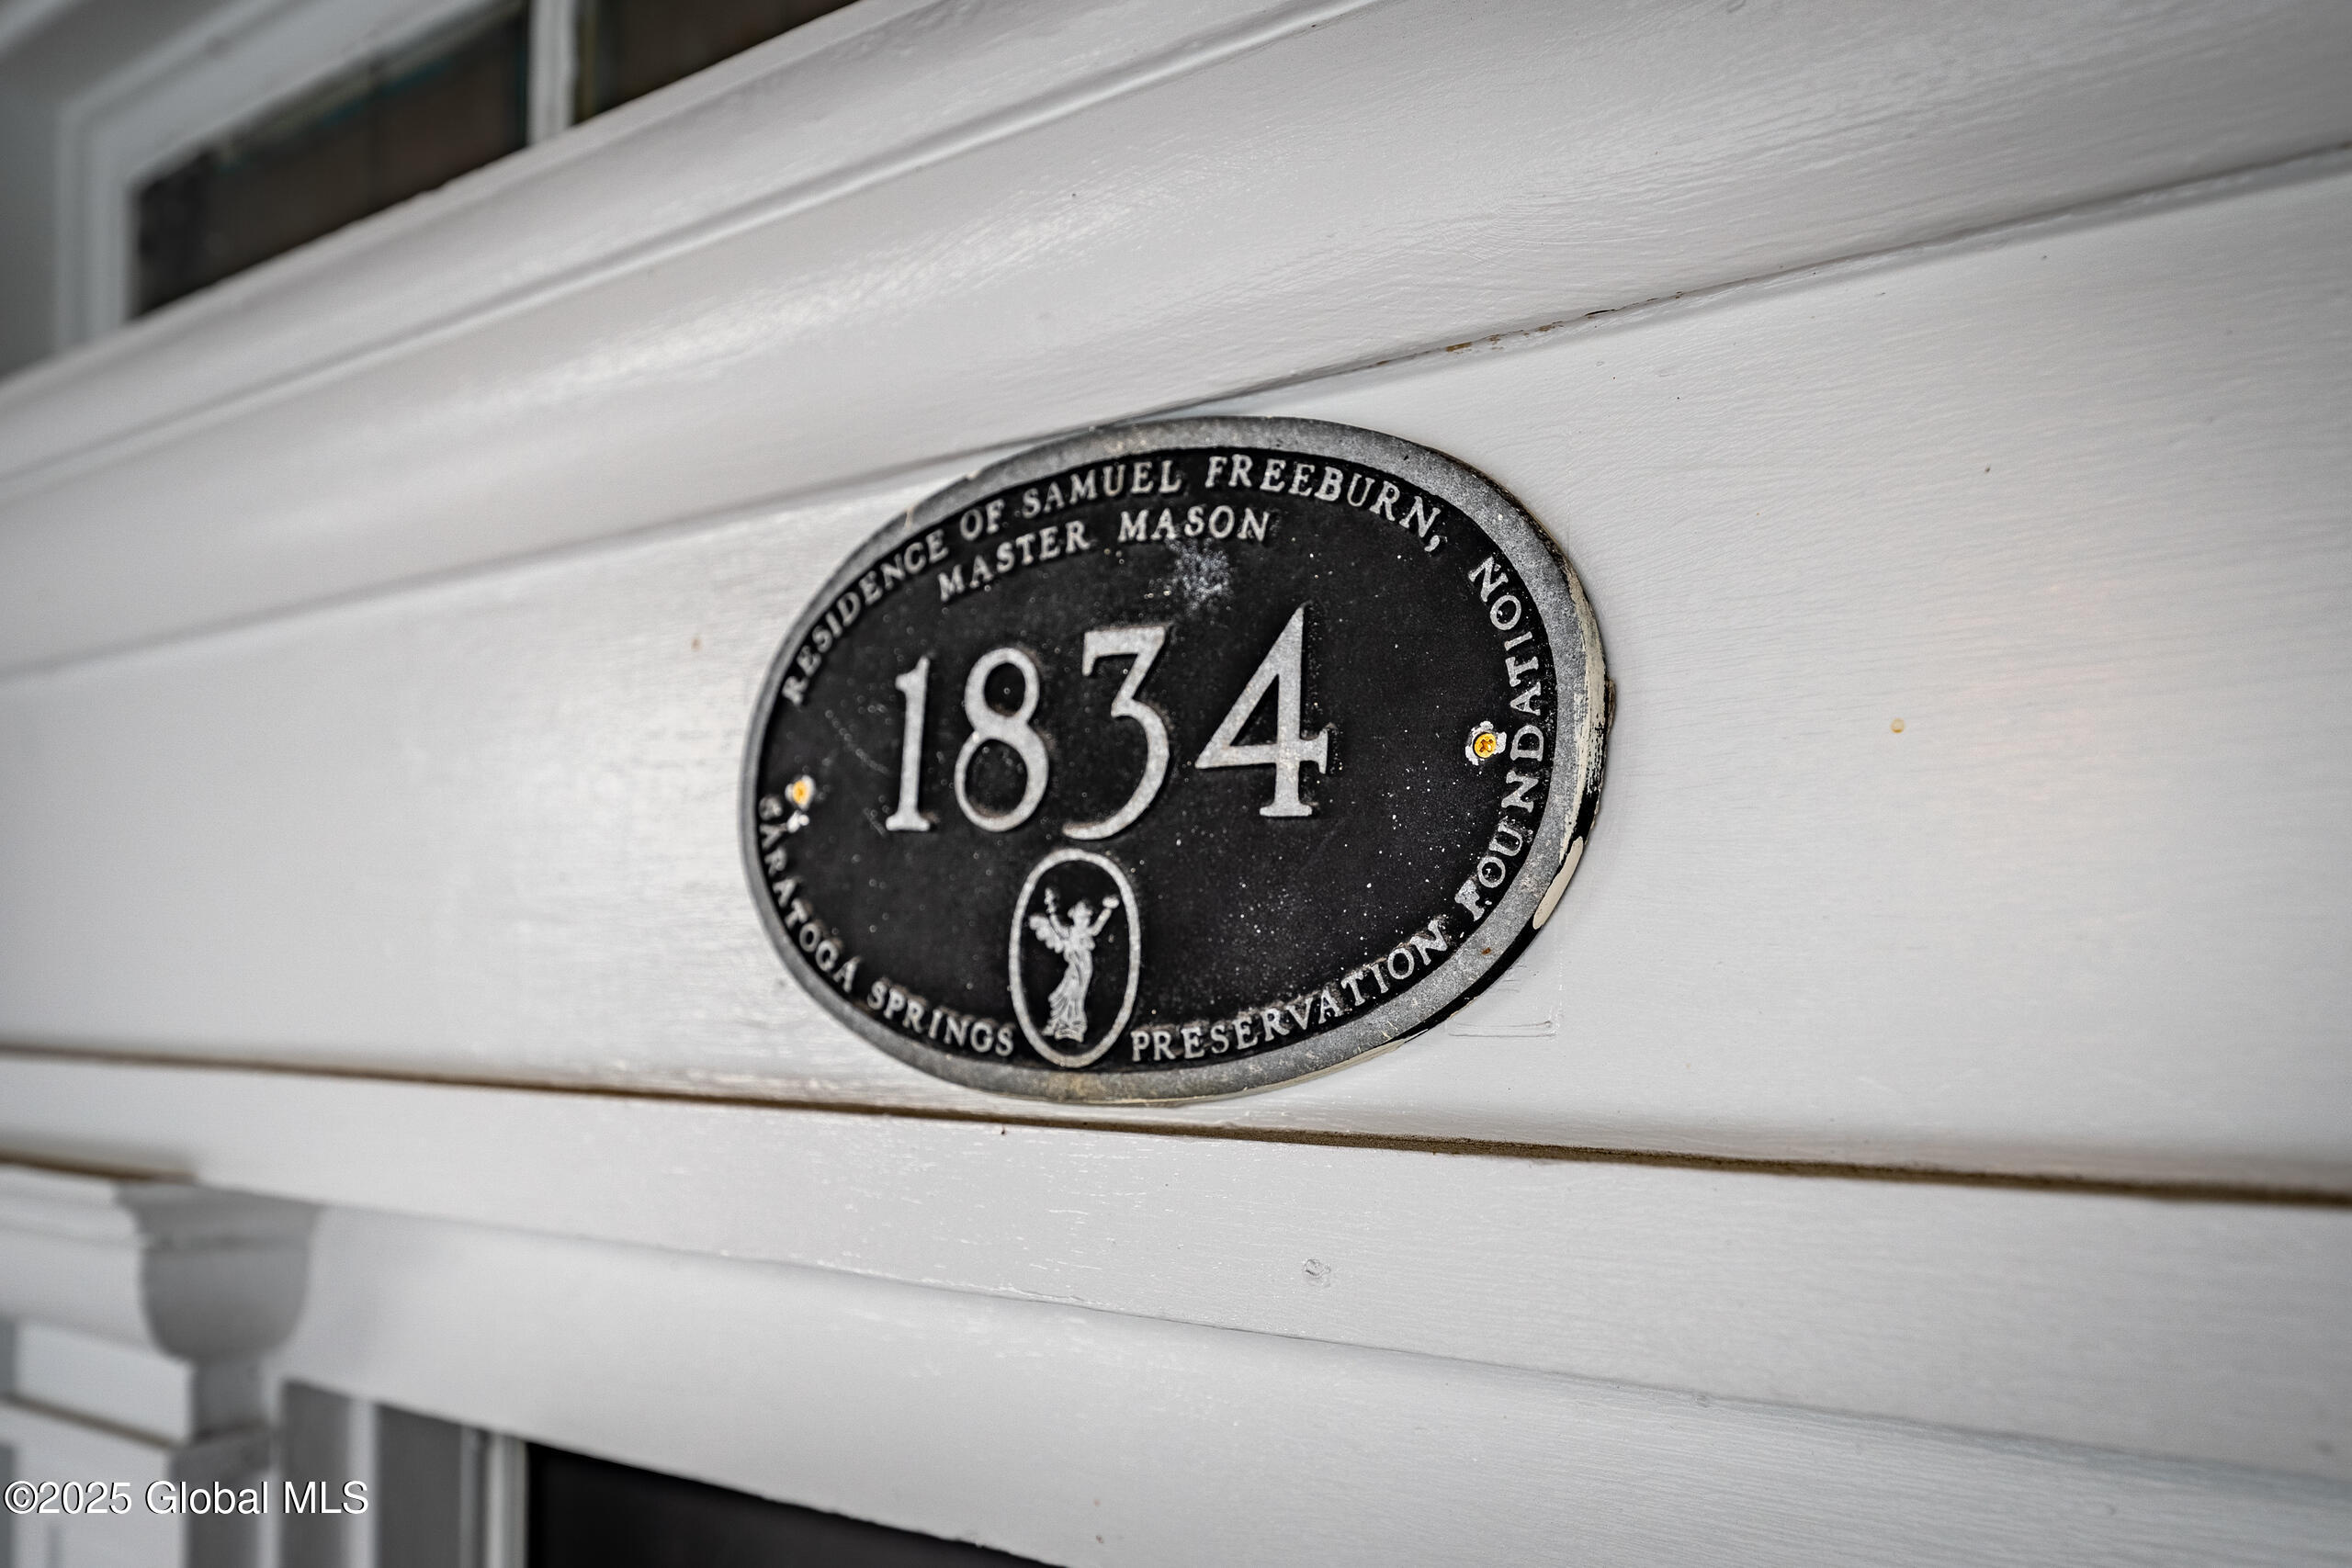 RESIDENCE OF SAMUEL FREEBURN,
MASTER MASON
1834
SARATOGA SPRINGS PRESERVATION FOUNDATION
©2025 Global MLS